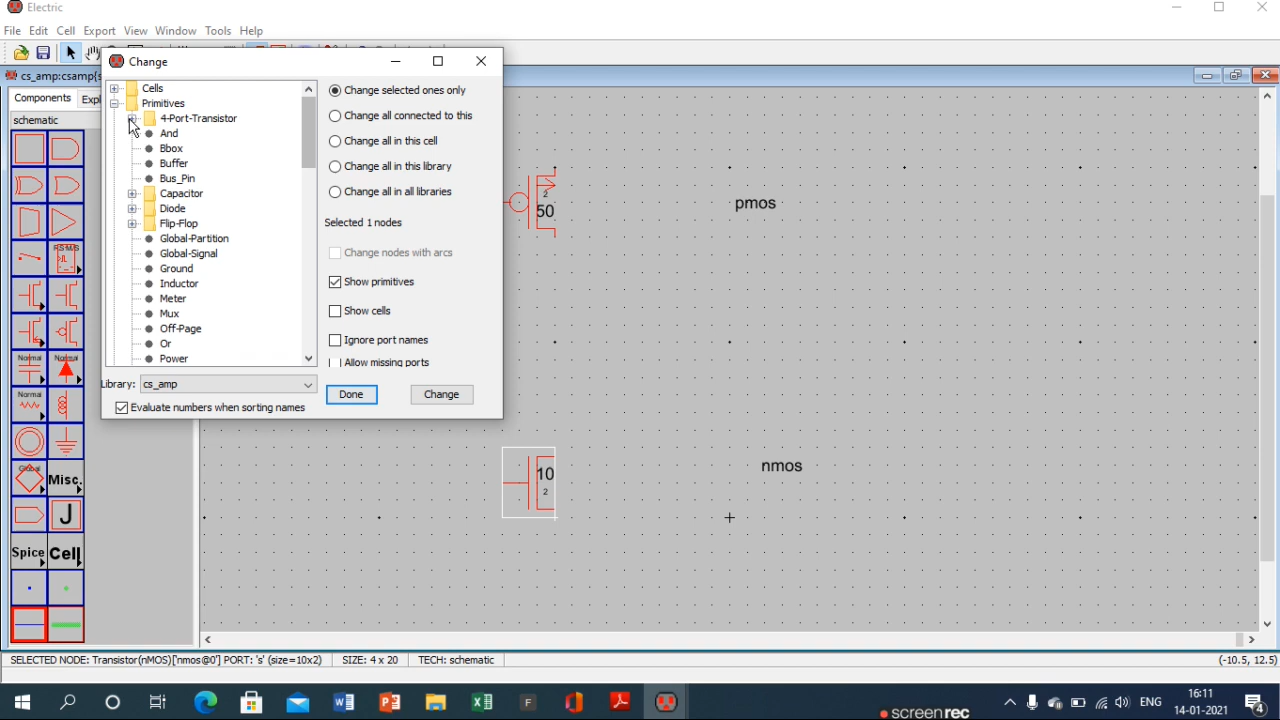 Electric
File Edit Cell Export View Window Tools Help
cs_amp:csamp{s
Change
Components Expl
schematic
Cells
Primitives
4-Port-Transistor
And
Bbox
Buffer
Bus_Pin
Capacitor
Diode
Flip-Flop
Global-Partition
Global-Signal
Ground
Inductor
Meter
Mux
Off-Page
Or
Power
Change selected ones only
Change all connected to this
Change all in this cell
Change all in this library
Change all in all libraries
Selected 1 nodes
Change nodes with arcs
Show primitives
Show cells
Ignore port names
Allow missing ports
Library: cs_amp
Done Change
Evaluate numbers when sorting names
2
50
pmos
10
2
nmos
Normal Normal
Normal
Global
Misc.
J
Spice Cell
SELECTED NODE: Transistor(nMOS)['nmos@0'] PORT: 's' (size=10x2) SIZE: 4 x 20 TECH: schematic (-10.5, 12.5)
ENG
16:11
14-01-2021
4
screenrec